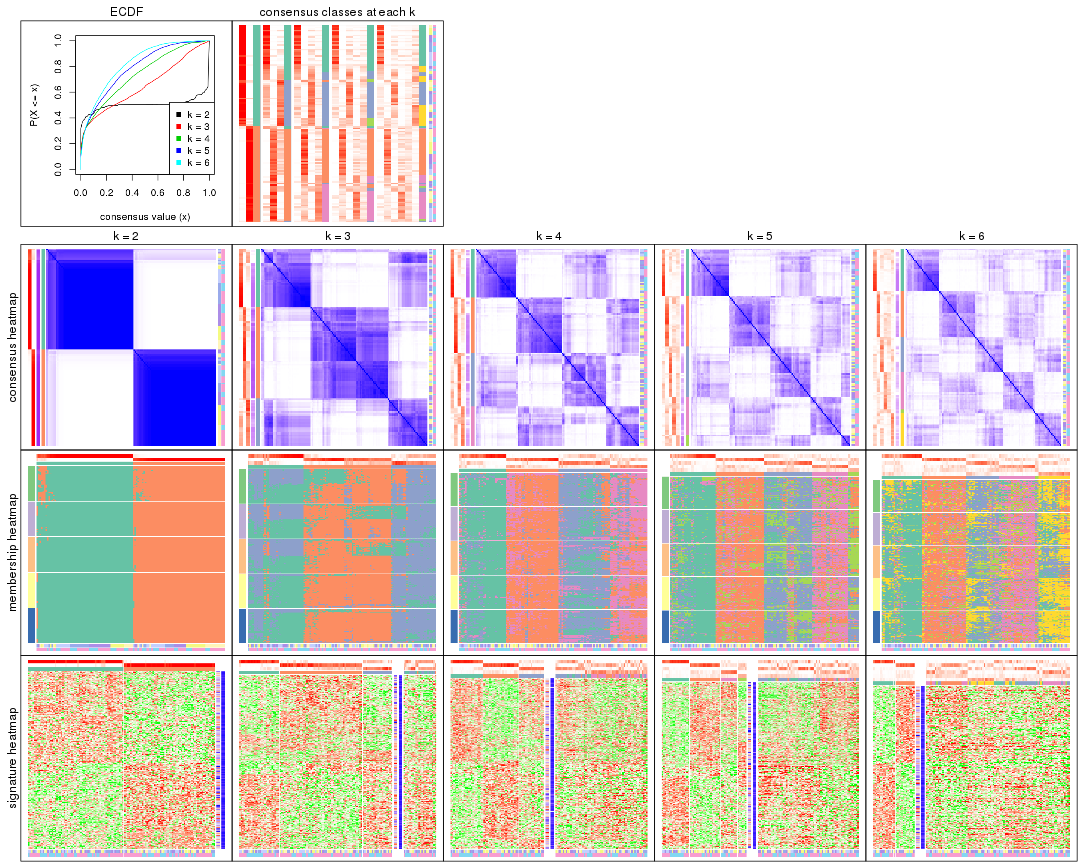 ECDF
consensus classes at each k
P(X <= x)
0.0
0.2
0.4
0.6
0.8
1.0
k = 2
k = 3
k = 4
k = 5
k = 6
0.0 0.2 0.4 0.6 0.8 1.0
consensus value (x)
k = 2
k = 3
k = 4
k = 5
k = 6
consensus heatmap
membership heatmap
signature heatmap